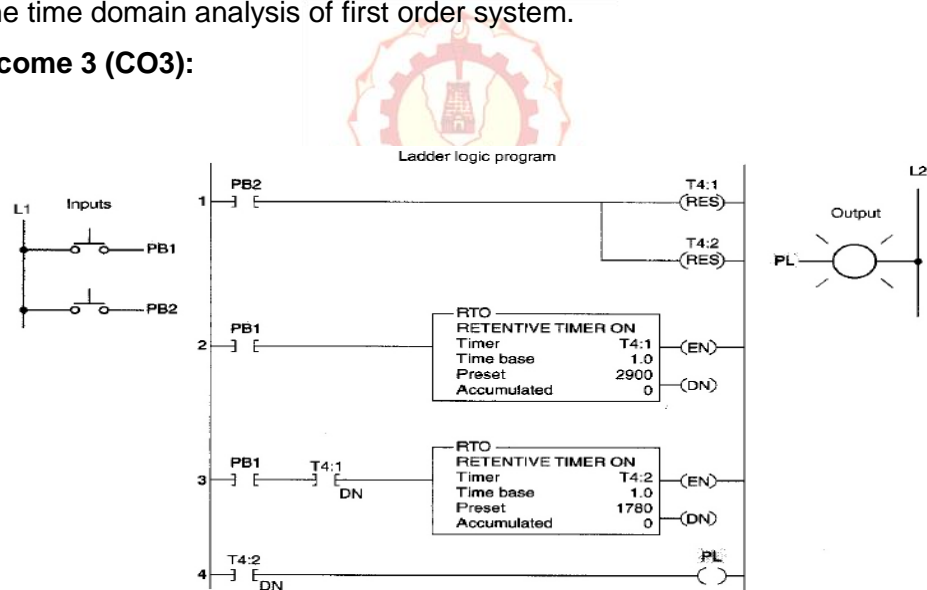 he time domain analysis of first order system.
come 3 (CO3):
Ladder logic program
L1
Inputs
PB1
PB2
L2
Output
PL
1
PB2
T4:1
(RES)
T4:2
(RES)
2
PB1
RTO
RETENTIVE TIMER ON
Timer T4:1
Time base 1.0
Preset 2900
Accumulated 0
(EN)
(DN)
3
PB1
T4:1
DN
RTO
RETENTIVE TIMER ON
Timer T4:2
Time base 1.0
Preset 1780
Accumulated 0
(EN)
(DN)
4
T4:2
DN
PL